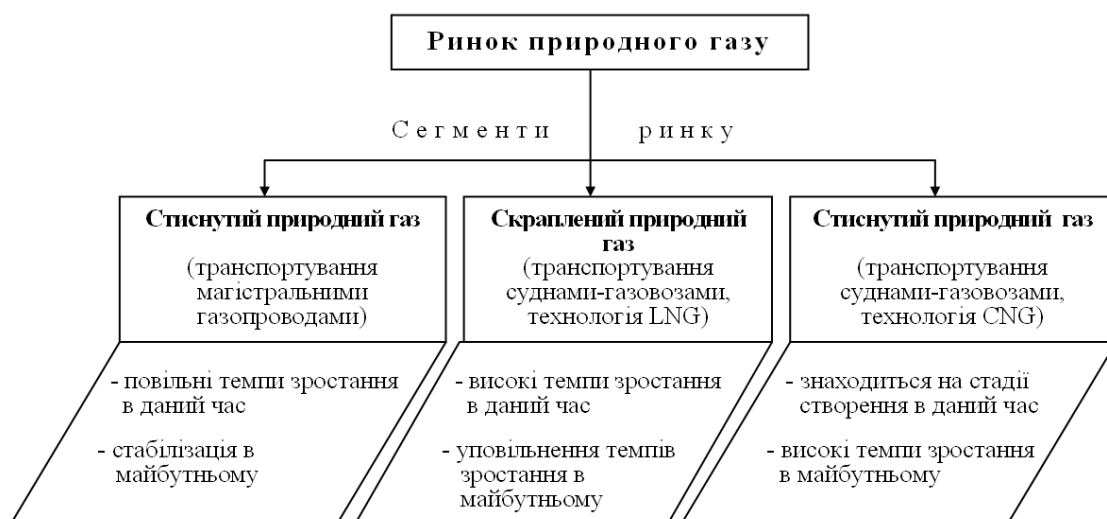 Ринок природного газу
Сегменти ринку
Стиснутий природний газ
(транспортування
магістральними
газопроводами)
- повільні темпи зростання
в даний час
- стабілізація в
майбутньому
Скраплений природний
газ
(транспортування
суднами-газовозами,
технологія LNG)
- високі темпи зростання
в даний час
- уповільнення темпів
зростання в
майбутньому
Стиснутий природний газ
(транспортування
суднами-газовозами,
технологія CNG)
- знаходиться на стадії
створення в даний час
- високі темпи зростання
в майбутньому